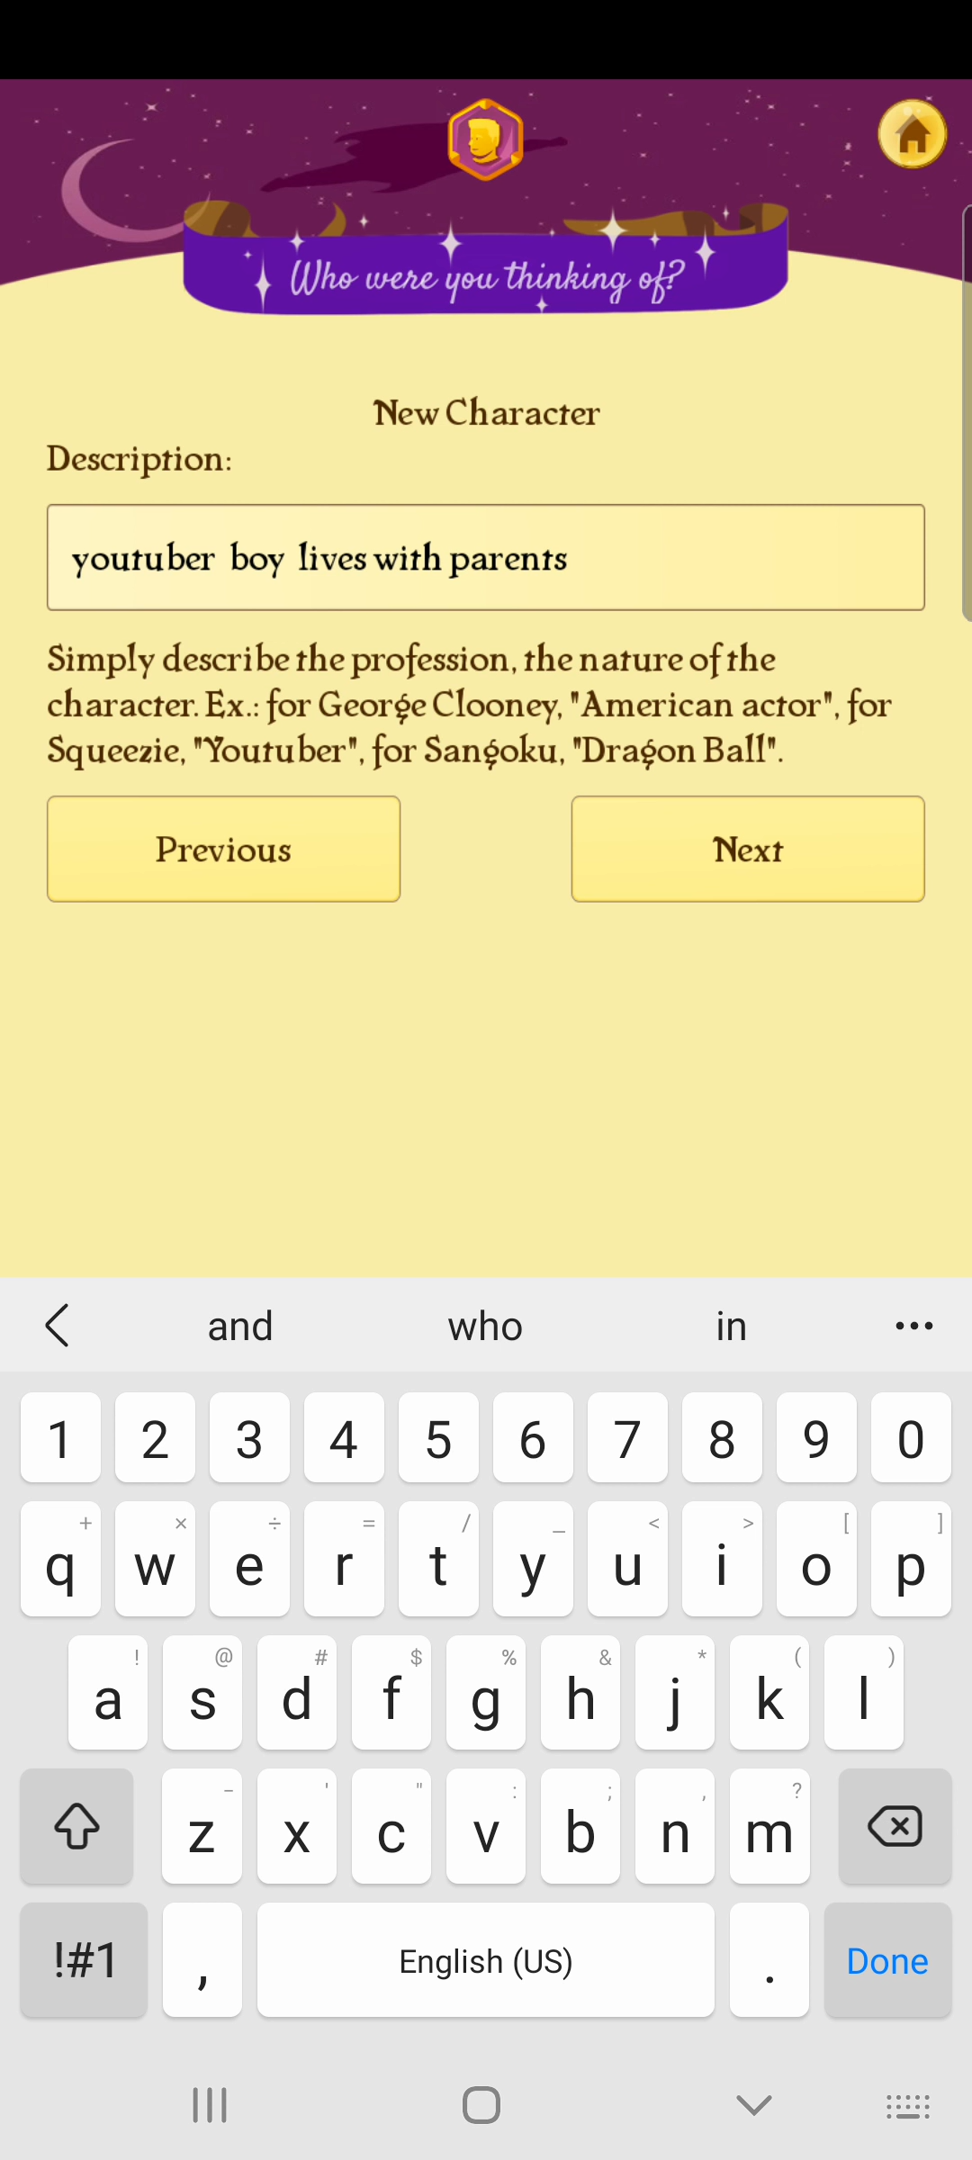 Who were you thinking of?
New Character
Description:
youtuber boy lives with parents
Simply describe the profession, the nature of the
character. Ex.: for George Clooney, "American actor", for
Squeezie, "Youtuber", for Sangoku, "Dragon Ball".
Previous Next
and who in
1 2 3 4 5 6 7 8 9 0
+ × ÷ = / _ < > [ ]
q w e r t y u i o p
! @ # $ % & * ( )
a s d f g h j k l
- ' " : ; , ?
z x c v b n m
!#1 , English (US) . Done